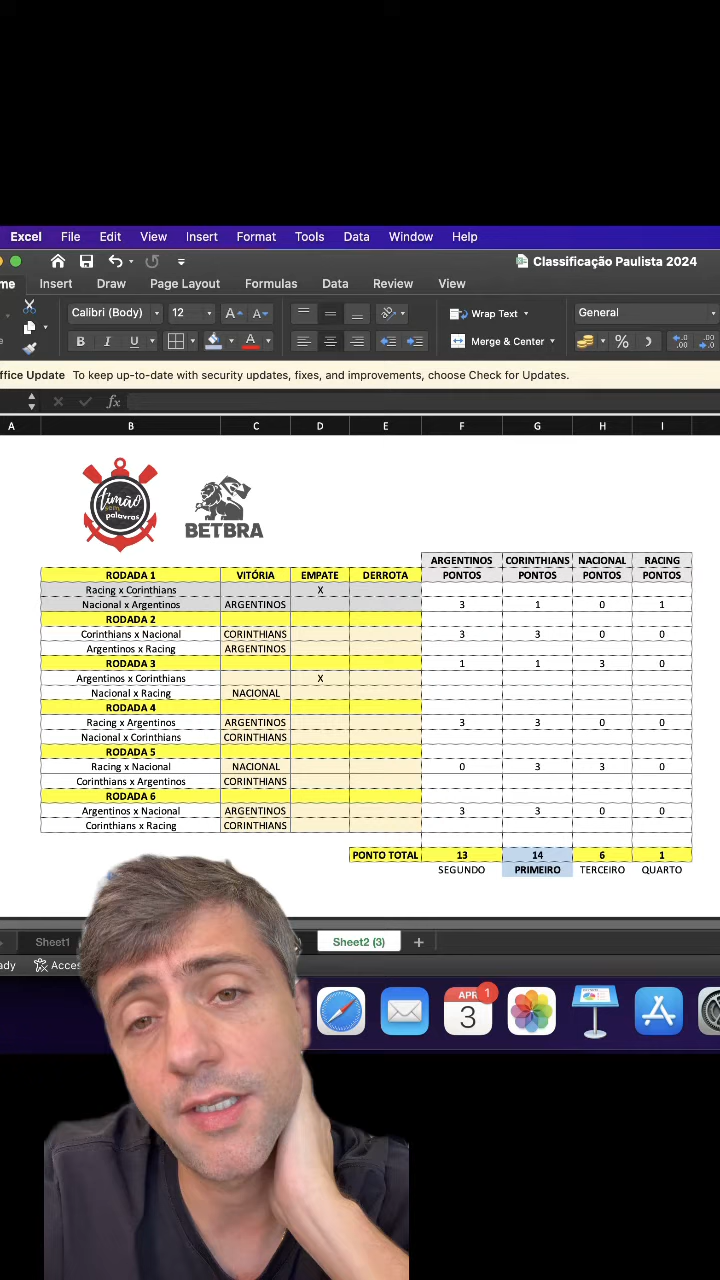 Excel File Edit View Insert Format Tools Data Window Help
Classificação Paulista 2024
me Insert Draw Page Layout Formulas Data Review View
Calibri (Body) 12 A A Wrap Text General
B I U A Merge & Center % ,00
ffice Update To keep up-to-date with security updates, fixes, and improvements, choose Check for Updates.
fx
A B C D E F G H I
timão
sem
palavras
BETBRA
ARGENTINOS CORINTHIANS NACIONAL RACING
RODADA 1 VITÓRIA EMPATE DERROTA PONTOS PONTOS PONTOS PONTOS
Racing x Corinthians X
Nacional x Argentinos ARGENTINOS 3 1 0 1
RODADA 2
Corinthians x Nacional CORINTHIANS 3 3 0 0
Argentinos x Racing ARGENTINOS
RODADA 3 1 1 3 0
Argentinos x Corinthians X
Nacional x Racing NACIONAL
RODADA 4
Racing x Argentinos ARGENTINOS 3 3 0 0
Nacional x Corinthians CORINTHIANS
RODADA 5
Racing x Nacional NACIONAL 0 3 3 0
Corinthians x Argentinos CORINTHIANS
RODADA 6
Argentinos x Nacional ARGENTINOS 3 3 0 0
Corinthians x Racing CORINTHIANS
PONTO TOTAL 13 14 6 1
SEGUNDO PRIMEIRO TERCEIRO QUARTO
Sheet1 Sheet2 (3) +
ady Acces
APR 1
3